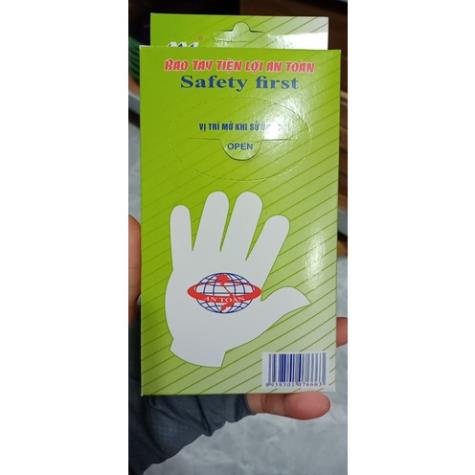 BAO TAY TIỆN LỢI AN TOÀN
Safety first
VỊ TRÍ MỞ KHI SỬ
OPEN
AN TOÀN